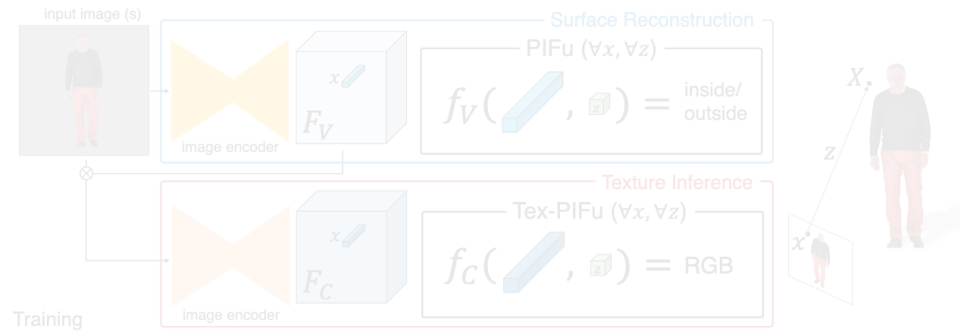 input image (s)
Surface Reconstruction
PIFu (∀x, ∀z)
x
F_V
f_V( , z ) = inside/
outside
image encoder
Texture Inference
Tex-PIFu (∀x, ∀z)
x
F_C
f_C( , z ) = RGB
image encoder
X
z
x
Training